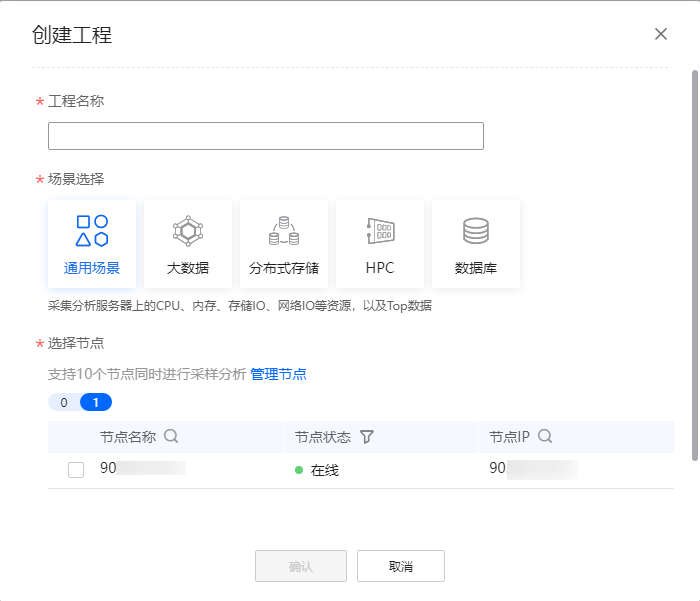 创建工程
* 工程名称
* 场景选择
通用场景 大数据 分布式存储 HPC 数据库
采集分析服务器上的CPU、内存、存储IO、网络IO等资源，以及Top数据
* 选择节点
支持10个节点同时进行采样分析 管理节点
0 1
节点名称 节点状态 节点IP
90 在线 90
确认 取消